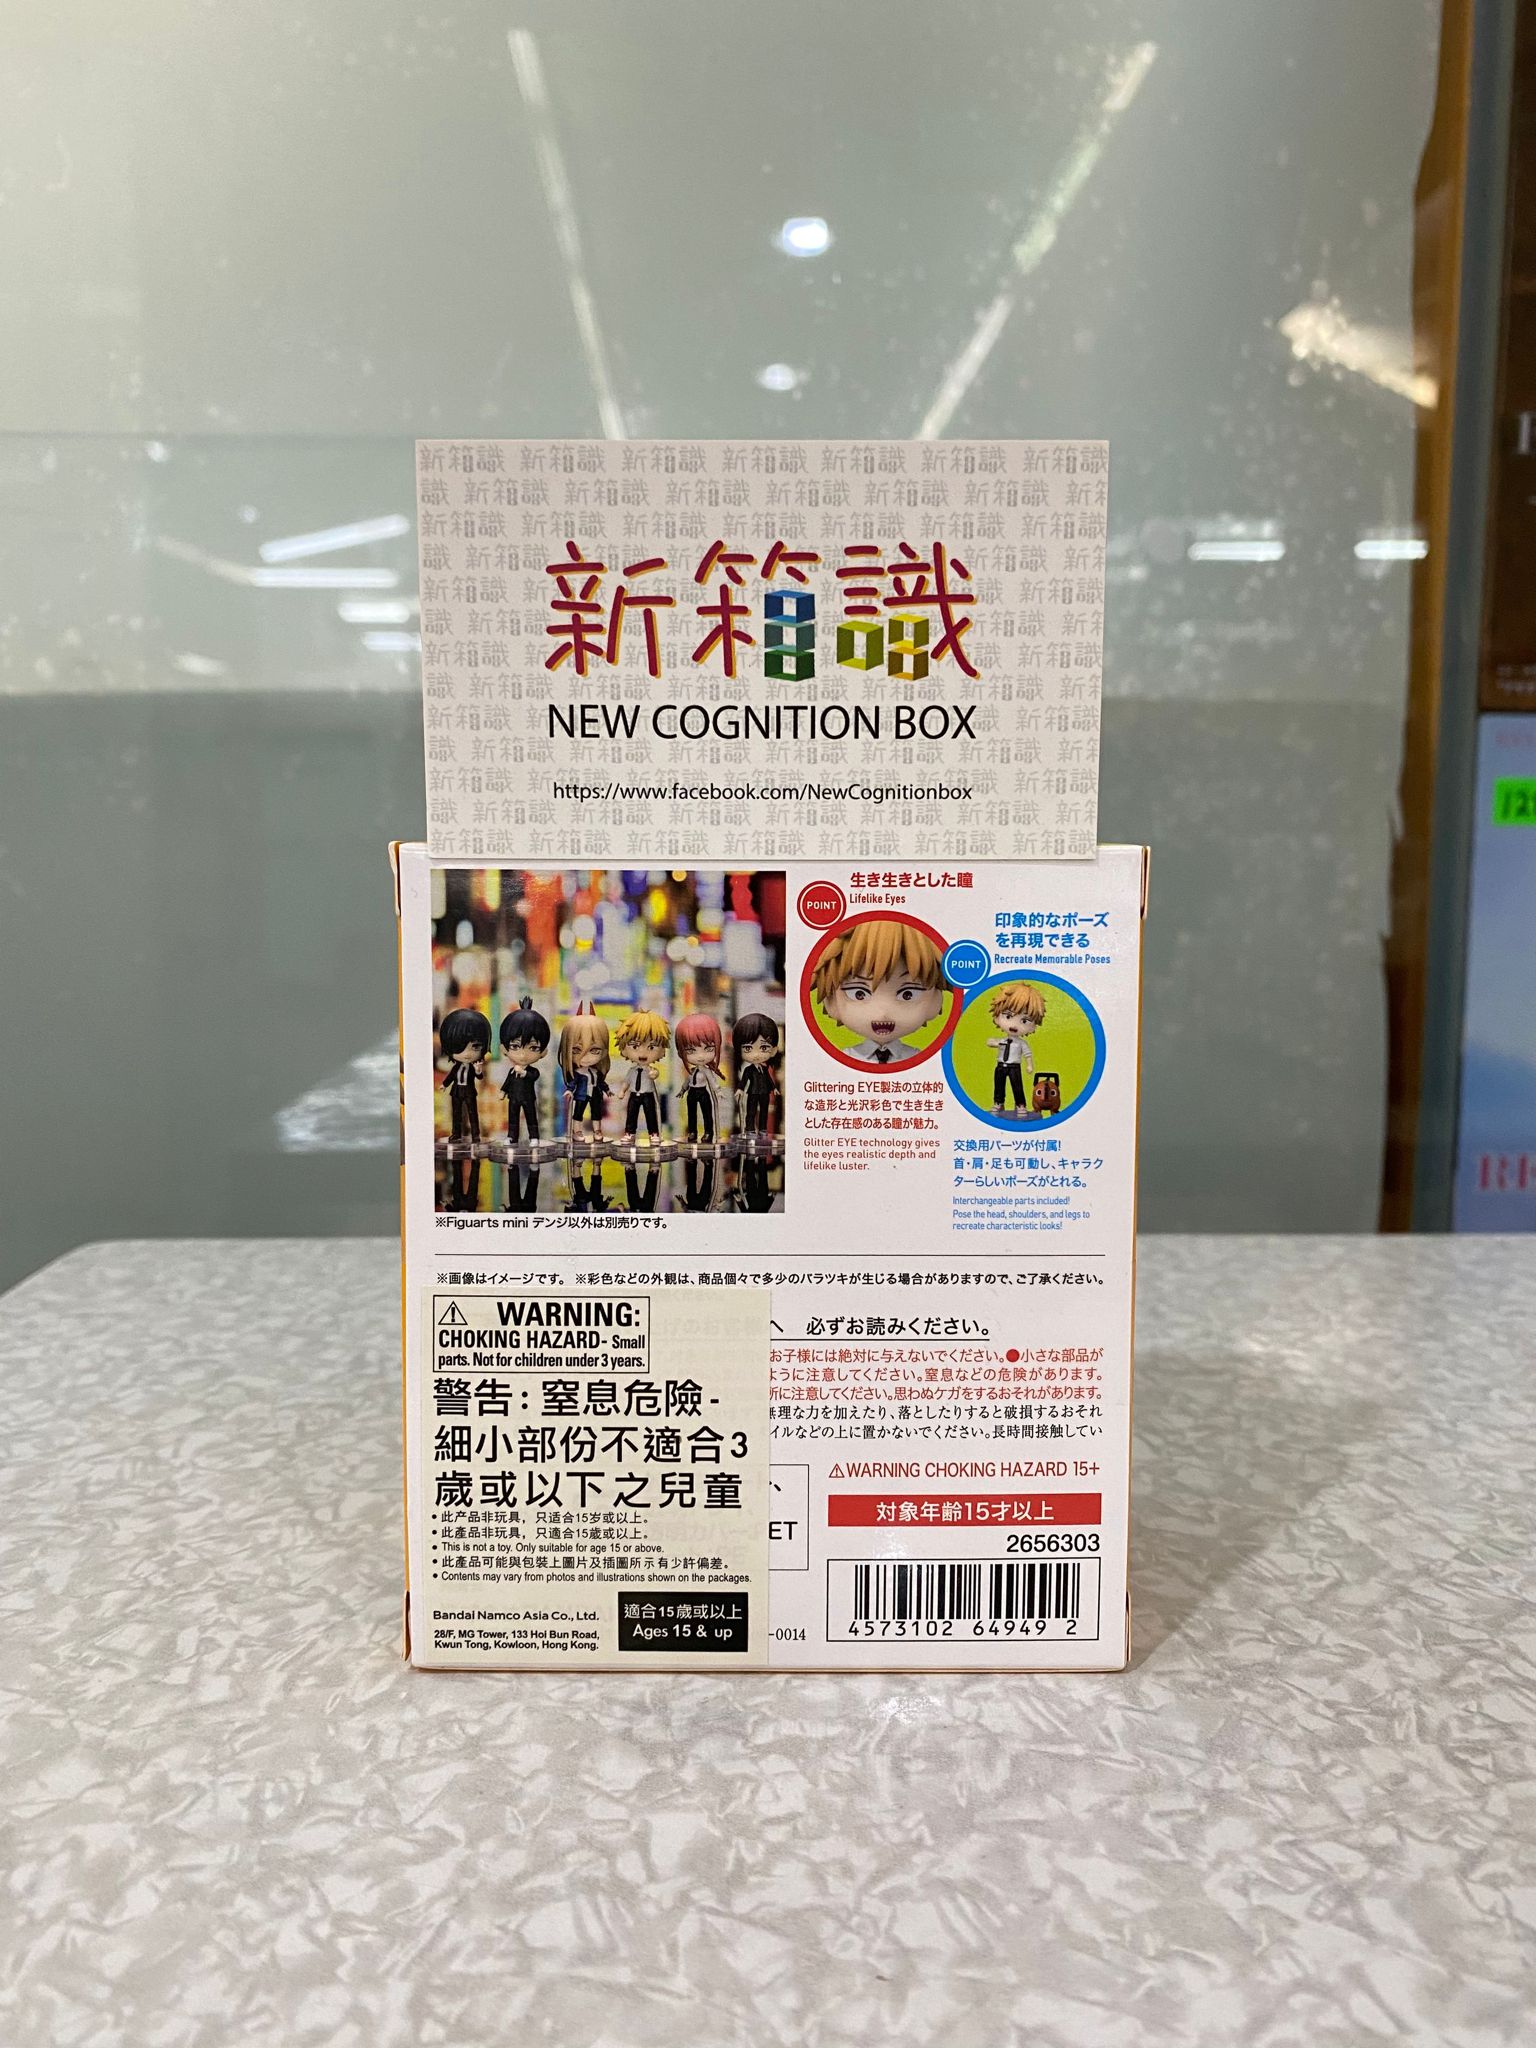 新箱識
NEW COGNITION BOX
https://www.facebook.com/NewCognitionbox
POINT
生き生きとした瞳
Lifelike Eyes
POINT
印象的なポーズ
を再現できる
Recreate Memorable Poses
Glittering EYE製法の立体的
な造形と光沢彩色で生き生き
とした存在感のある瞳が魅力。
Glitter EYE technology gives
the eyes realistic depth and
lifelike luster.
交換用パーツが付属!
首・肩・足も可動し、キャラク
ターらしいポーズがとれる。
Interchangeable parts included!
Pose the head, shoulders, and legs to
recreate characteristic looks!
※Figuarts mini デンジ以外は別売りです。
※画像はイメージです。 ※彩色などの外観は、商品個々で多少のバラツキが生じる場合がありますので、ご了承ください。
へ 必ずお読みください。
お子様には絶対に与えないでください。●小さな部品が
ように注意してください。窒息などの危険があります。
所に注意してください。思わぬケガをするおそれがあります。
無理な力を加えたり、落としたりすると破損するおそれ
イルなどの上に置かないでください。長時間接触してい
⚠WARNING CHOKING HAZARD 15+
対象年齢15才以上
2656303
4573102 64949 2
ET
-0014
⚠ WARNING:
CHOKING HAZARD- Small
parts. Not for children under 3 years.
警告：窒息危險-
細小部份不適合3
歲或以下之兒童
• 此产品非玩具，只适合15岁或以上。
• 此產品非玩具，只適合15歲或以上。
• This is not a toy. Only suitable for age 15 or above.
• 此產品可能與包裝上圖片及插圖所示有少許偏差。
• Contents may vary from photos and illustrations shown on the packages.
Bandai Namco Asia Co., Ltd.
28/F, MG Tower, 133 Hoi Bun Road,
Kwun Tong, Kowloon, Hong Kong.
適合15歲或以上
Ages 15 & up